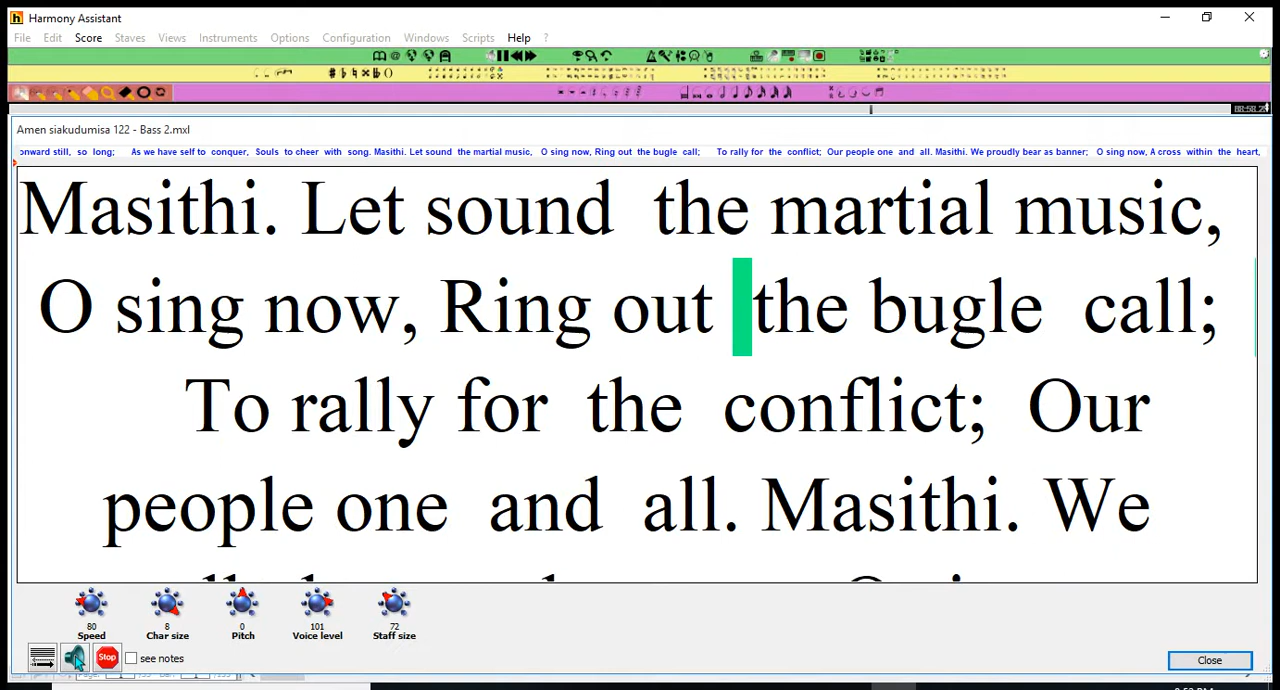 Harmony Assistant
File Edit Score Staves Views Instruments Options Configuration Windows Scripts Help ?
Amen siakudumisa 122 - Bass 2.mxl
onward still, so long; As we have self to conquer, Souls to cheer with song. Masithi. Let sound the martial music, O sing now, Ring out the bugle call; To rally for the conflict; Our people one and all. Masithi. We proudly bear as banner; O sing now, A cross within the heart,
Masithi. Let sound the martial music,
O sing now, Ring out the bugle call;
To rally for the conflict; Our
people one and all. Masithi. We
80 8 0 101 72
Speed Char size Pitch Voice level Staff size
Stop see notes Close